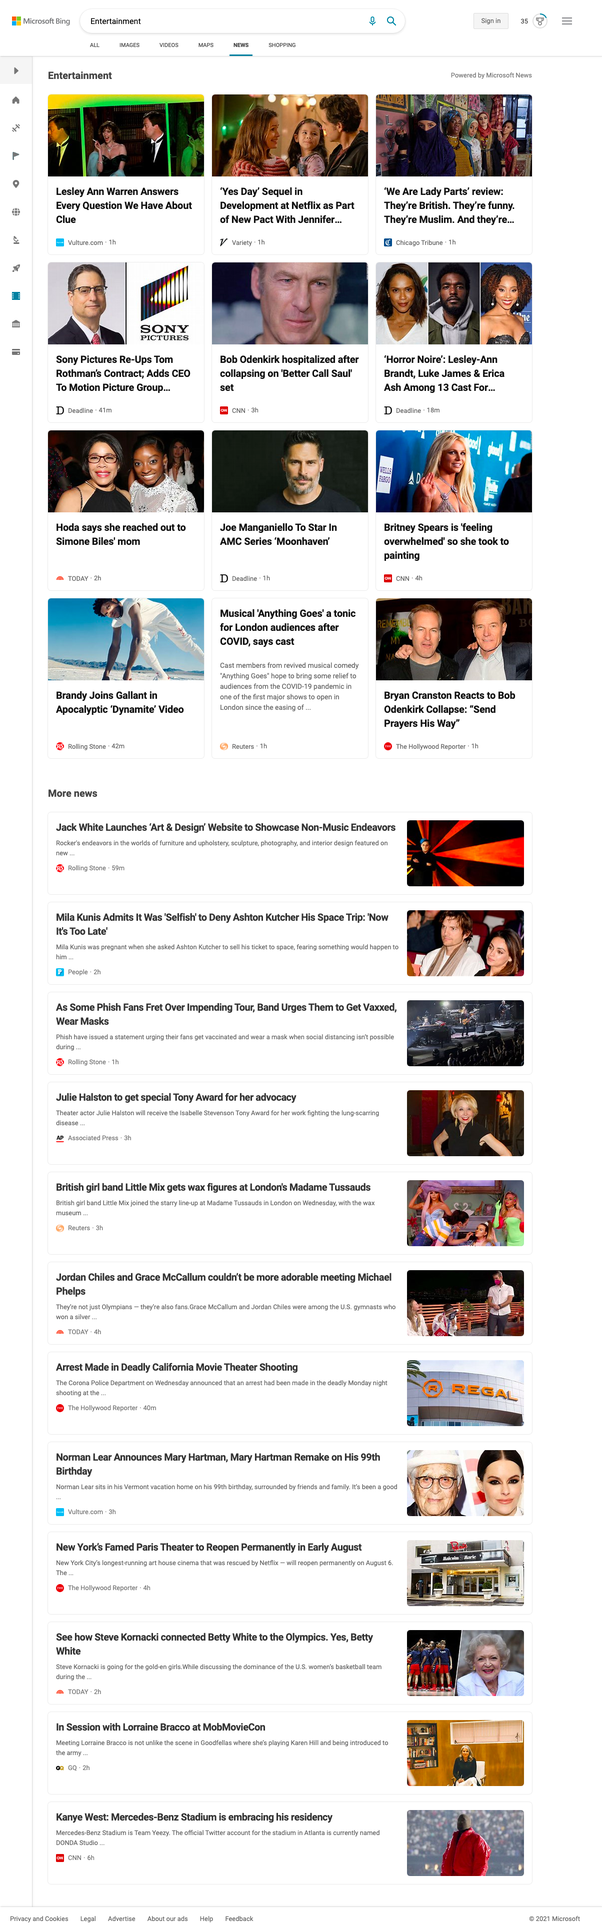 Microsoft Bing
Entertainment
Sign in
35
ALL
IMAGES
VIDEOS
MAPS
NEWS
SHOPPING
Entertainment
Powered by Microsoft News
Lesley Ann Warren Answers
Every Question We Have About
Clue
Vulture.com · 1h
‘Yes Day’ Sequel in
Development at Netflix as Part
of New Pact With Jennifer...
Variety · 1h
‘We Are Lady Parts’ review:
They’re British. They’re funny.
They’re Muslim. And they’re...
Chicago Tribune · 1h
SONY
PICTURES
Sony Pictures Re-Ups Tom
Rothman’s Contract; Adds CEO
To Motion Picture Group...
Deadline · 41m
Bob Odenkirk hospitalized after
collapsing on 'Better Call Saul'
set
CNN · 3h
‘Horror Noire’: Lesley-Ann
Brandt, Luke James & Erica
Ash Among 13 Cast For...
Deadline · 18m
Hoda says she reached out to
Simone Biles' mom
TODAY · 2h
Joe Manganiello To Star In
AMC Series ‘Moonhaven’
Deadline · 1h
WELLS
FARGO
Britney Spears is 'feeling
overwhelmed' so she took to
painting
CNN · 4h
Brandy Joins Gallant in
Apocalyptic ‘Dynamite’ Video
Rolling Stone · 42m
Musical 'Anything Goes' a tonic
for London audiences after
COVID, says cast
Cast members from revived musical comedy
"Anything Goes" hope to bring some relief to
audiences from the COVID-19 pandemic in
one of the first major shows to open in
London since the easing of ...
Reuters · 1h
Bryan Cranston Reacts to Bob
Odenkirk Collapse: “Send
Prayers His Way”
The Hollywood Reporter · 1h
More news
Jack White Launches ‘Art & Design’ Website to Showcase Non-Music Endeavors
Rocker's endeavors in the worlds of furniture and upholstery, sculpture, photography, and interior design featured on
new ...
Rolling Stone · 59m
Mila Kunis Admits It Was 'Selfish' to Deny Ashton Kutcher His Space Trip: 'Now
It's Too Late'
Mila Kunis was pregnant when she asked Ashton Kutcher to sell his ticket to space, fearing something would happen to
him ...
People · 2h
As Some Phish Fans Fret Over Impending Tour, Band Urges Them to Get Vaxxed,
Wear Masks
Phish have issued a statement urging their fans get vaccinated and wear a mask when social distancing isn't possible
during ...
Rolling Stone · 1h
Julie Halston to get special Tony Award for her advocacy
Theater actor Julie Halston will receive the Isabelle Stevenson Tony Award for her work fighting the lung-scarring
disease ...
AP
Associated Press · 3h
British girl band Little Mix gets wax figures at London's Madame Tussauds
British girl band Little Mix joined the starry line-up at Madame Tussauds in London on Wednesday, with the wax
museum ...
Reuters · 3h
Jordan Chiles and Grace McCallum couldn’t be more adorable meeting Michael
Phelps
They’re not just Olympians — they’re also fans.Grace McCallum and Jordan Chiles were among the U.S. gymnasts who
won a silver ...
TODAY · 4h
Arrest Made in Deadly California Movie Theater Shooting
The Corona Police Department on Wednesday announced that an arrest had been made in the deadly Monday night
shooting at the ...
The Hollywood Reporter · 40m
REGAL
Norman Lear Announces Mary Hartman, Mary Hartman Remake on His 99th
Birthday
Norman Lear sits in his Vermont vacation home on his 99th birthday, surrounded by friends and family. It's been a good
...
Vulture.com · 3h
New York’s Famed Paris Theater to Reopen Permanently in Early August
New York City's longest-running art house cinema that was rescued by Netflix — will reopen permanently on August 6.
The ...
The Hollywood Reporter · 4h
See how Steve Kornacki connected Betty White to the Olympics. Yes, Betty
White
Steve Kornacki is going for the gold-en girls.While discussing the dominance of the U.S. women's basketball team
during the ...
TODAY · 2h
In Session with Lorraine Bracco at MobMovieCon
Meeting Lorraine Bracco is not unlike the scene in Goodfellas where she's playing Karen Hill and being introduced to
the army ...
GQ · 2h
Kanye West: Mercedes-Benz Stadium is embracing his residency
Mercedes-Benz Stadium is Team Yeezy. The official Twitter account for the stadium in Atlanta is currently named
DONDA Studio ...
CNN · 6h
Privacy and Cookies
Legal
Advertise
About our ads
Help
Feedback
© 2021 Microsoft